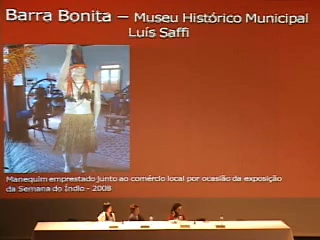 Barra Bonita – Museu Histórico Municipal
Luís Saffi
Manequim emprestado junto ao comércio local por ocasião da exposição
da Semana do Índio - 2008